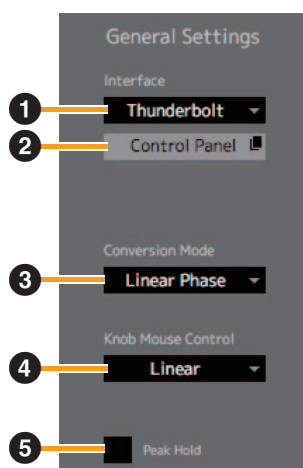 General Settings
Interface
1 Thunderbolt
2 Control Panel
Conversion Mode
3 Linear Phase
Knob Mouse Control
4 Linear
5 Peak Hold